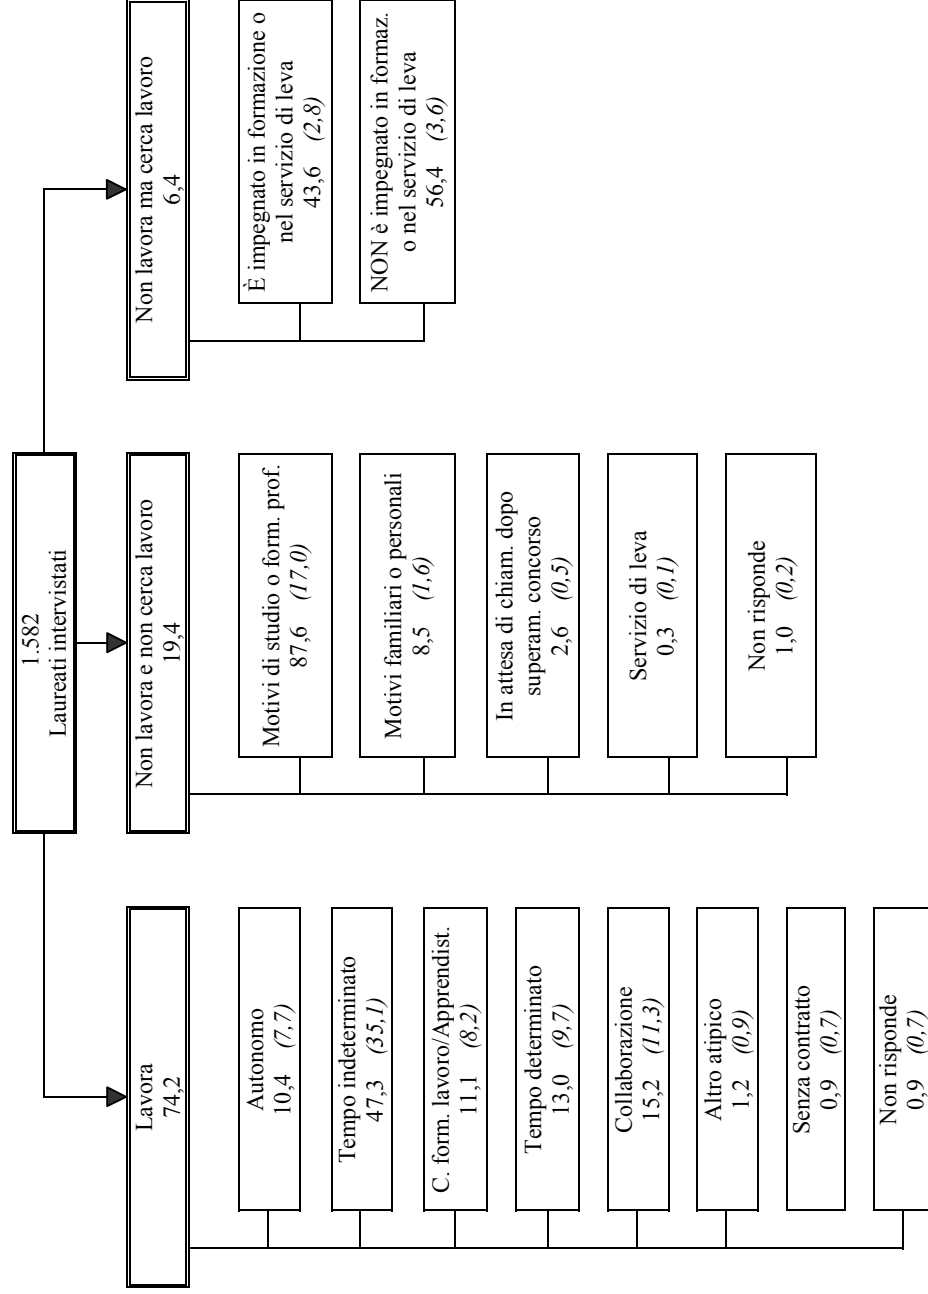 1.582
Laureati intervistati
Lavora
74,2
Autonomo
10,4 (7,7)
Tempo indeterminato
47,3 (35,1)
C. form. lavoro/Apprendist.
11,1 (8,2)
Tempo determinato
13,0 (9,7)
Collaborazione
15,2 (11,3)
Altro atipico
1,2 (0,9)
Senza contratto
0,9 (0,7)
Non risponde
0,9 (0,7)
Non lavora e non cerca lavoro
19,4
Motivi di studio o form. prof.
87,6 (17,0)
Motivi familiari o personali
8,5 (1,6)
In attesa di chiam. dopo
superam. concorso
2,6 (0,5)
Servizio di leva
0,3 (0,1)
Non risponde
1,0 (0,2)
Non lavora ma cerca lavoro
6,4
È impegnato in formazione o
nel servizio di leva
43,6 (2,8)
NON è impegnato in formaz.
o nel servizio di leva
56,4 (3,6)